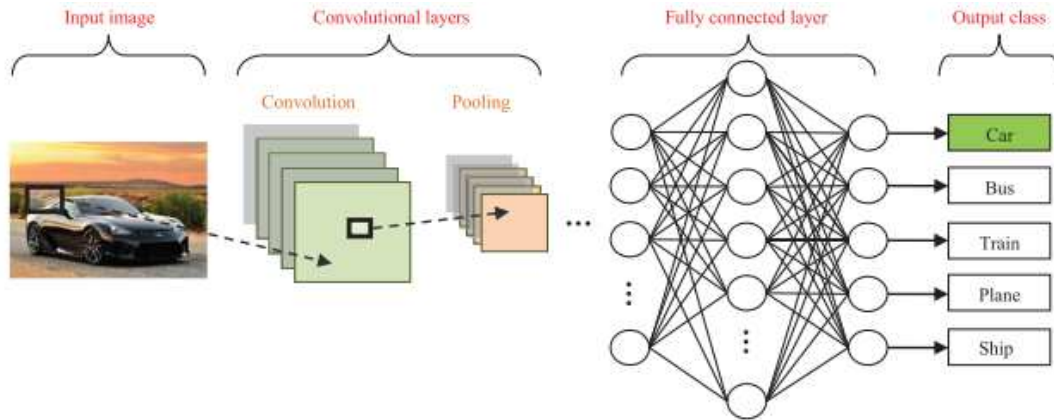 Input image
Convolutional layers
Fully connected layer
Output class
Convolution
Pooling
Car
Bus
Train
Plane
Ship